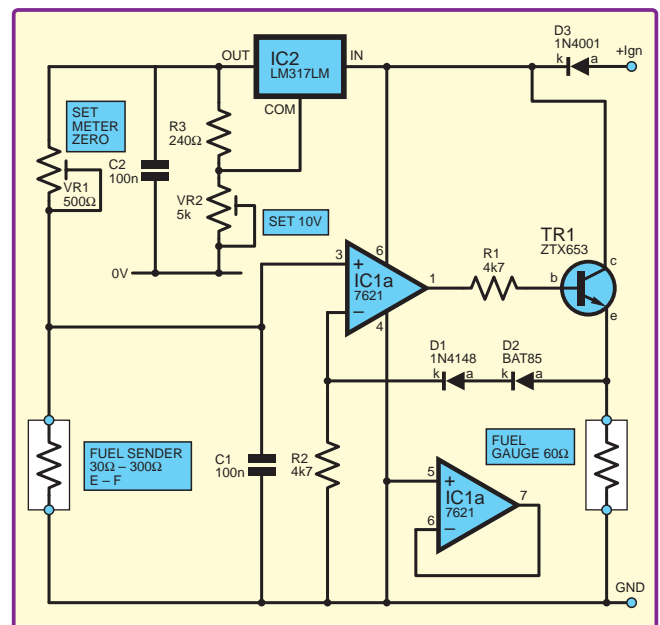 D3
1N4001
+Ign
k
a
OUT
IC2
LM317LM
IN
COM
SET
METER
ZERO
R3
240Ω
C2
100n
VR1
500Ω
VR2
5k
SET 10V
0V
TR1
ZTX653
c
b
e
R1
4k7
3
+
6
IC1a
7621
1
–
4
D1
1N4148
k
a
D2
BAT85
k
a
FUEL SENDER
30Ω – 300Ω
E – F
C1
100n
R2
4k7
5
+
IC1a
7621
7
6
–
FUEL
GAUGE 60Ω
GND